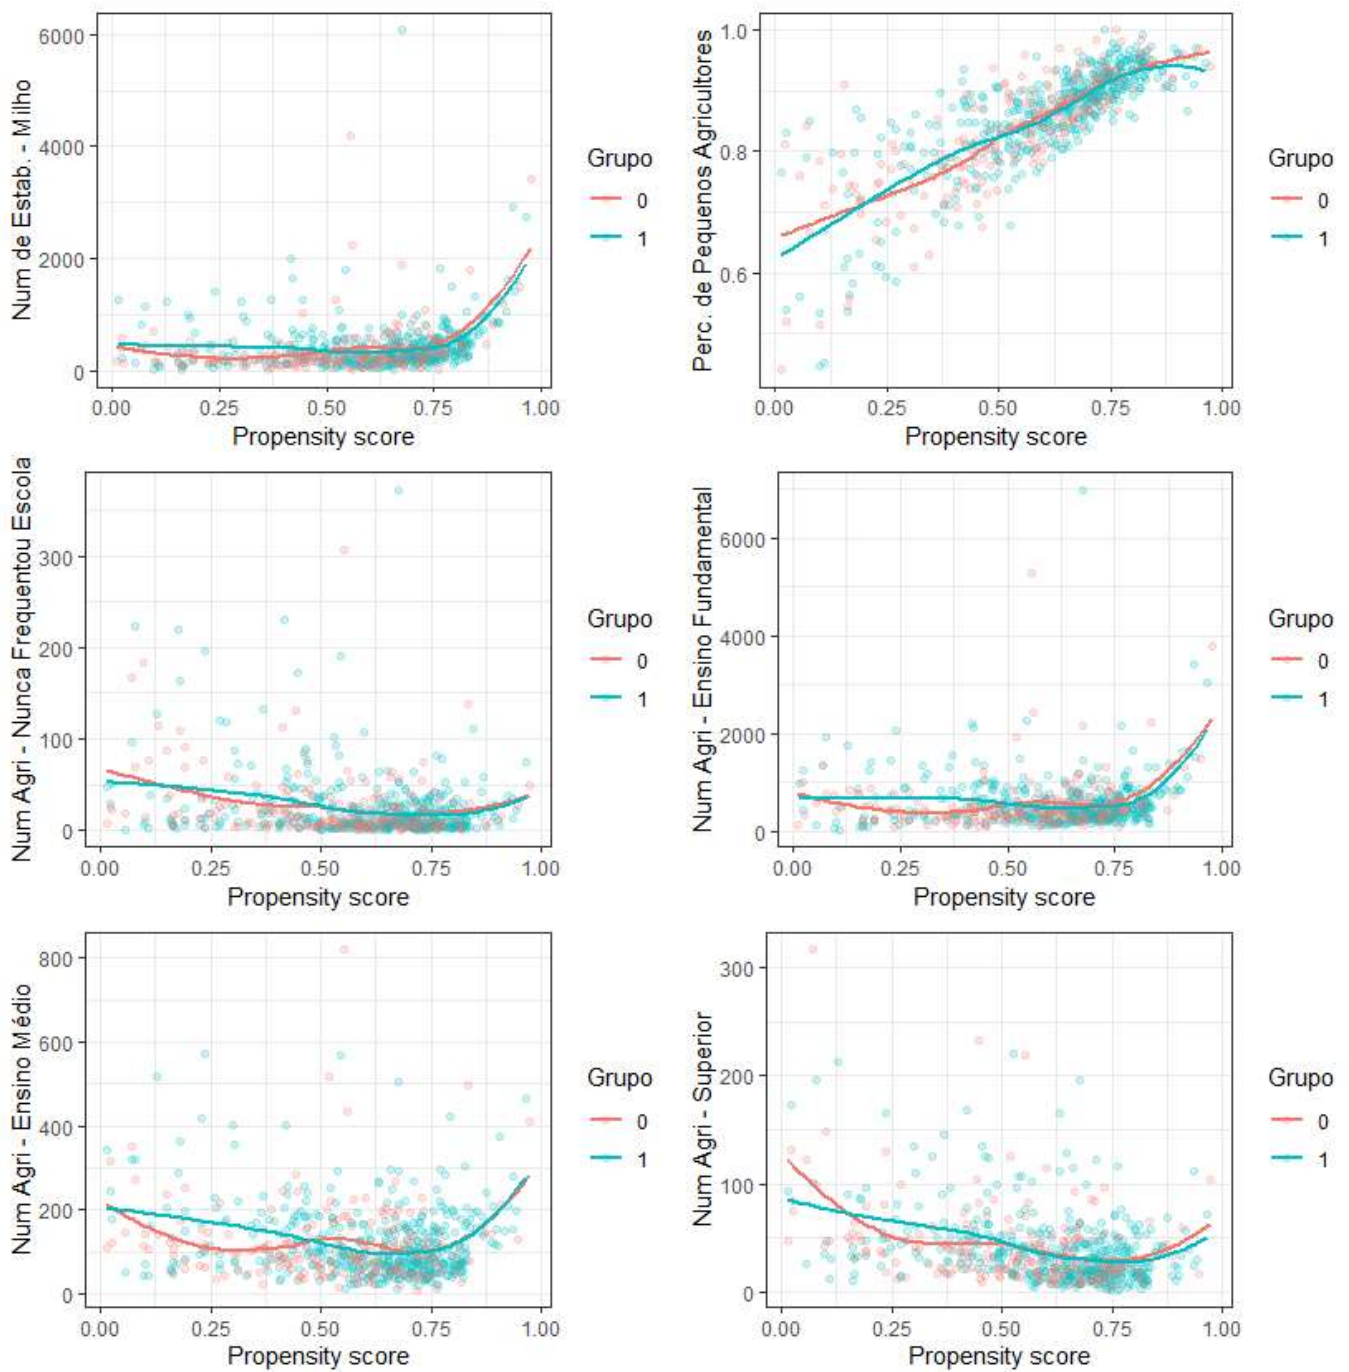 Num de Estab. - Milho
6000
4000
2000
0
0.00 0.25 0.50 0.75 1.00
Propensity score
Grupo
0
1
Perc. de Pequenos Agricultores
1.0
0.8
0.6
0.00 0.25 0.50 0.75 1.00
Propensity score
Grupo
0
1
Num Agri - Nunca Frequentou Escola
300
200
100
0
0.00 0.25 0.50 0.75 1.00
Propensity score
Grupo
0
1
Num Agri - Ensino Fundamental
6000
4000
2000
0
0.00 0.25 0.50 0.75 1.00
Propensity score
Grupo
0
1
Num Agri - Ensino Médio
800
600
400
200
0
0.00 0.25 0.50 0.75 1.00
Propensity score
Grupo
0
1
Num Agri - Superior
300
200
100
0
0.00 0.25 0.50 0.75 1.00
Propensity score
Grupo
0
1